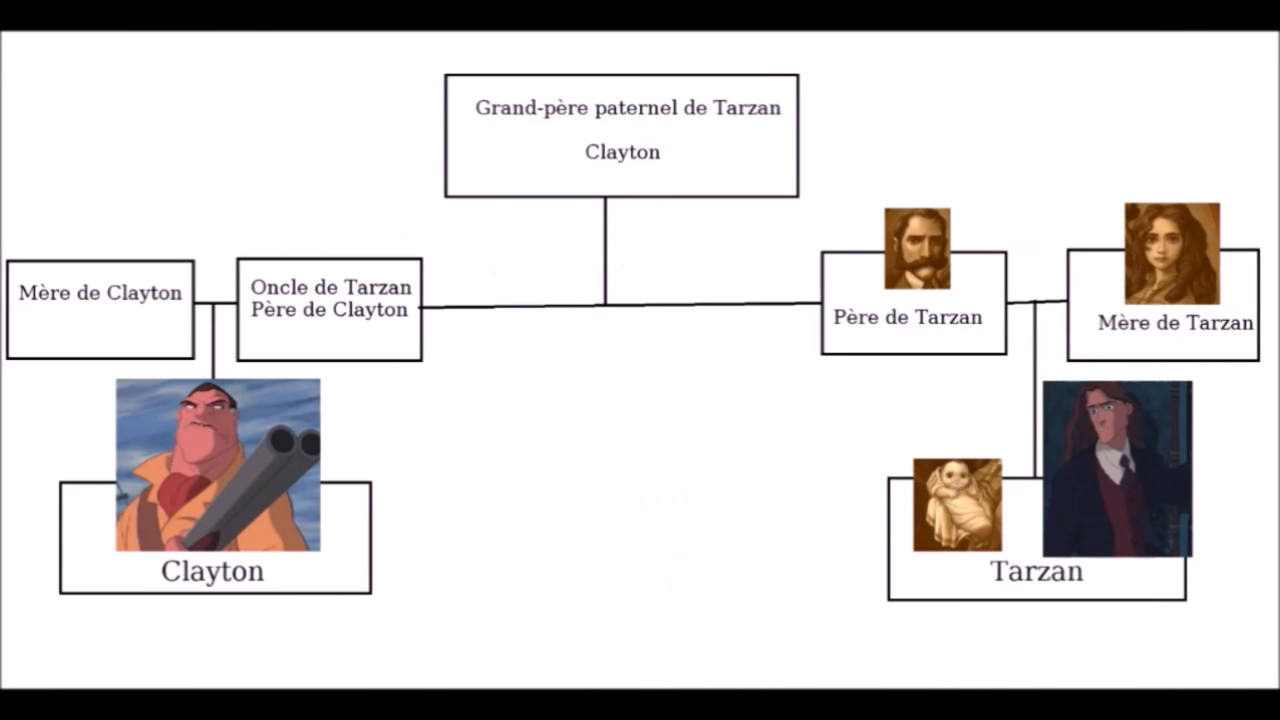 Grand-père paternel de Tarzan
Clayton
Mère de Clayton
Oncle de Tarzan
Père de Clayton
Père de Tarzan
Mère de Tarzan
Clayton
Tarzan